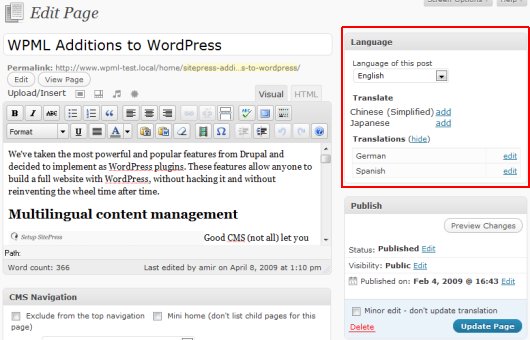 Screen Options
Help
Edit Page
WPML Additions to WordPress
Permalink: http://www.wpml-test.local/home/sitepress-addi...s-to-wordpress/
Edit View Page
Upload/Insert Visual HTML
B I ABC ABC
Format U A Ω
We've taken the most powerful and popular features from Drupal and
decided to implement as WordPress plugins. These features allow anyone to
build a full website with WordPress, without hacking it and without
reinventing the wheel time after time.
Multilingual content management
Setup SitePress Good CMS (not all) let you
Path:
Word count: 366 Last edited by amir on April 8, 2009 at 1:10 pm
CMS Navigation
Exclude from the top navigation Mini home (don't list child pages for this
page)
Language
Language of this post
English
Translate
Chinese (Simplified) add
Japanese add
Translations (hide)
German edit
Spanish edit
Publish
Preview Changes
Status: Published Edit
Visibility: Public Edit
Published on: Feb 4, 2009 @ 16:43 Edit
Minor edit - don't update translation
Delete Update Page